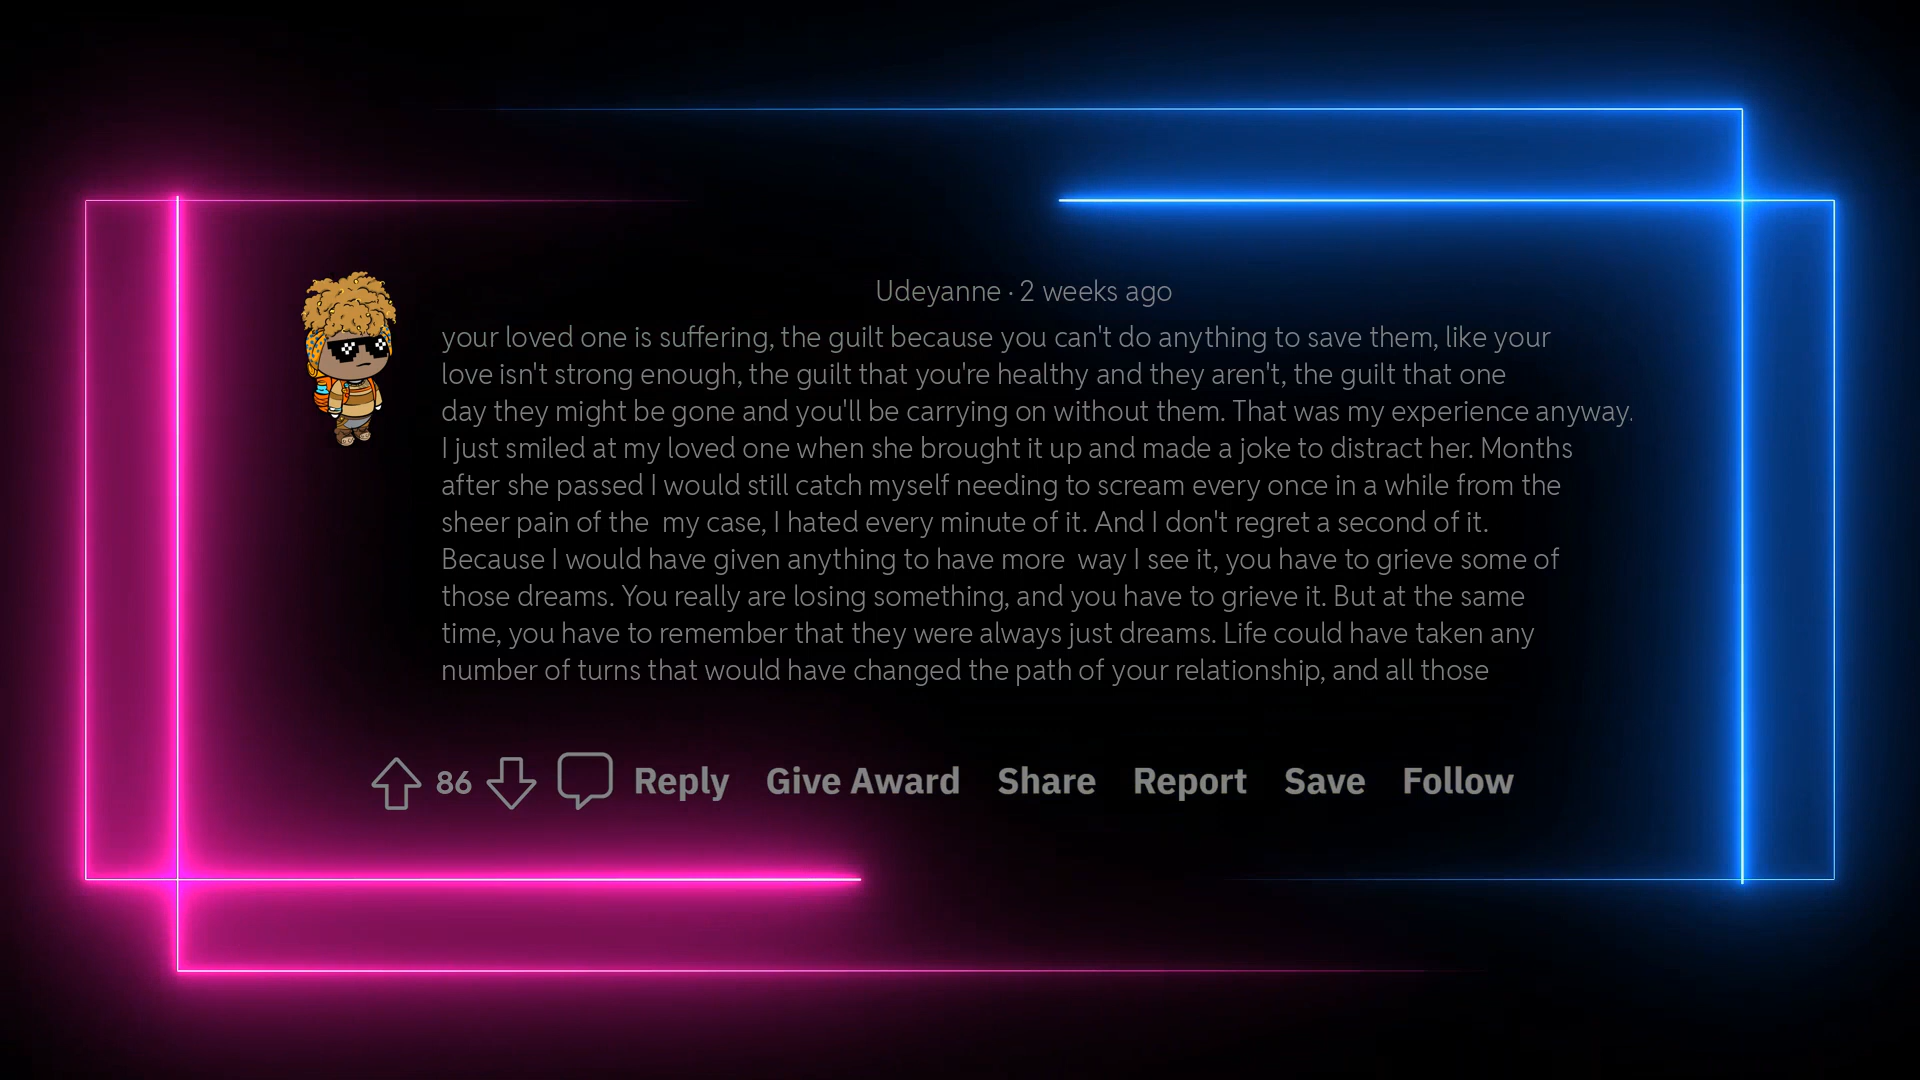 Udeyanne · 2 weeks ago
your loved one is suffering, the guilt because you can't do anything to save them, like your
love isn't strong enough, the guilt that you're healthy and they aren't, the guilt that one
day they might be gone and you'll be carrying on without them. That was my experience anyway.
I just smiled at my loved one when she brought it up and made a joke to distract her. Months
after she passed I would still catch myself needing to scream every once in a while from the
sheer pain of the  my case, I hated every minute of it. And I don't regret a second of it.
Because I would have given anything to have more  way I see it, you have to grieve some of
those dreams. You really are losing something, and you have to grieve it. But at the same
time, you have to remember that they were always just dreams. Life could have taken any
number of turns that would have changed the path of your relationship, and all those
86 Reply Give Award Share Report Save Follow